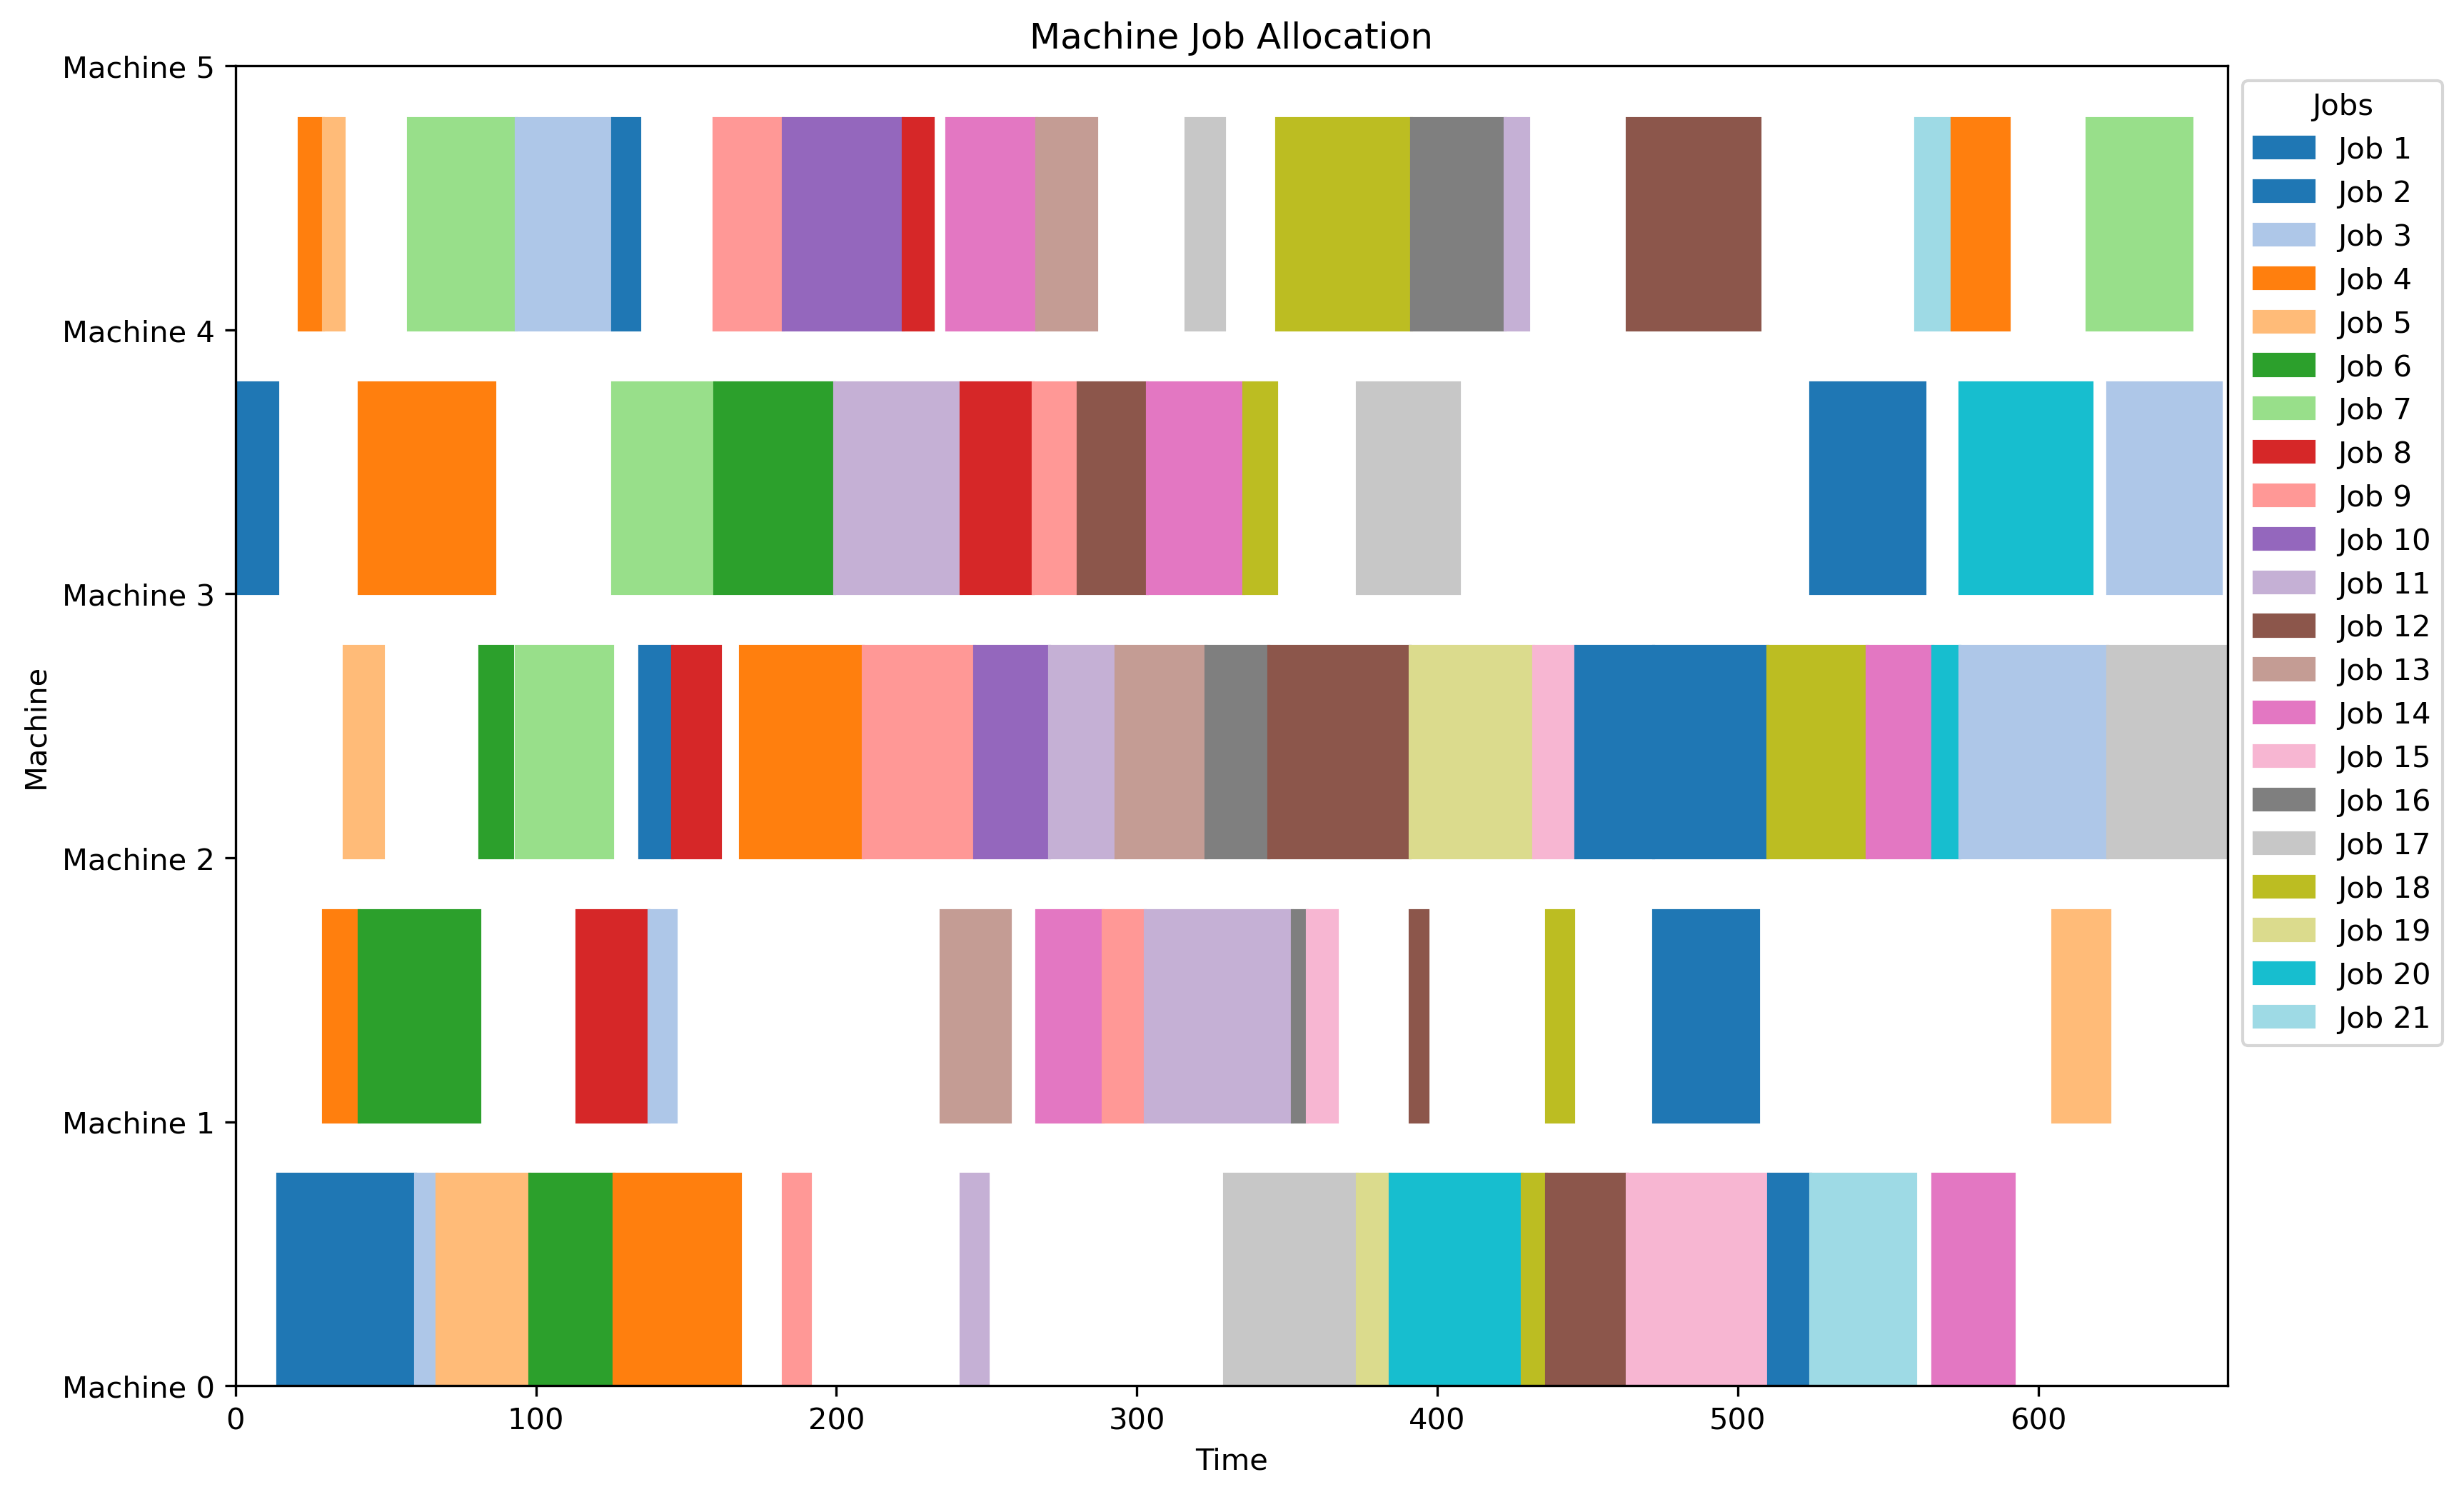 Machine Job Allocation
Machine 5
Machine 4
Machine 3
Machine 2
Machine 1
Machine 0
Machine
0 100 200 300 400 500 600
Time
Jobs
Job 1
Job 2
Job 3
Job 4
Job 5
Job 6
Job 7
Job 8
Job 9
Job 10
Job 11
Job 12
Job 13
Job 14
Job 15
Job 16
Job 17
Job 18
Job 19
Job 20
Job 21